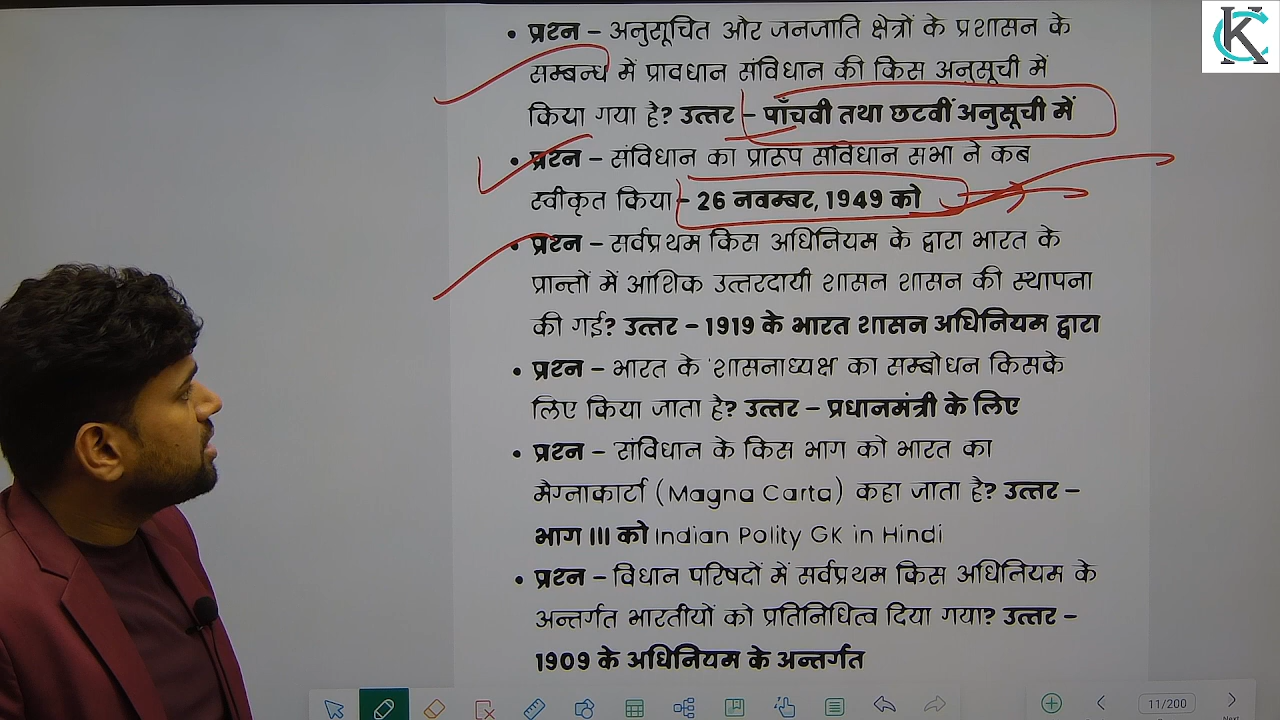 • प्रश्न – अनुसूचित और जनजाति क्षेत्रों के प्रशासन के
सम्बन्ध में प्रावधान संविधान की किस अनुसूची में
किया गया है? उत्तर – पाँचवी तथा छटवीं अनुसूची में
• प्रश्न – संविधान का प्रारूप संविधान सभा ने कब
स्वीकृत किया – 26 नवम्बर, 1949 को
• प्रश्न – सर्वप्रथम किस अधिनियम के द्वारा भारत के
प्रान्तों में आंशिक उत्तरदायी शासन शासन की स्थापना
की गई? उत्तर – 1919 के भारत शासन अधिनियम द्वारा
• प्रश्न – भारत के 'शासनाध्यक्ष' का सम्बोधन किसके
लिए किया जाता है? उत्तर – प्रधानमंत्री के लिए
• प्रश्न – संविधान के किस भाग को भारत का
मैग्नाकार्टा (Magna Carta) कहा जाता है? उत्तर –
भाग III को Indian Polity GK in Hindi
• प्रश्न – विधान परिषदों में सर्वप्रथम किस अधिनियम के
अन्तर्गत भारतीयों को प्रतिनिधित्व दिया गया? उत्तर –
1909 के अधिनियम के अन्तर्गत
11/200
Next
KC